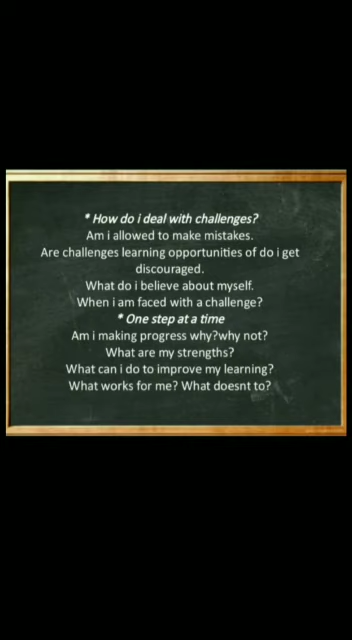 * How do i deal with challenges?
Am i allowed to make mistakes.
Are challenges learning opportunities of do i get
discouraged.
What do i believe about myself.
When i am faced with a challenge?
* One step at a time
Am i making progress why?why not?
What are my strengths?
What can i do to improve my learning?
What works for me? What doesnt to?